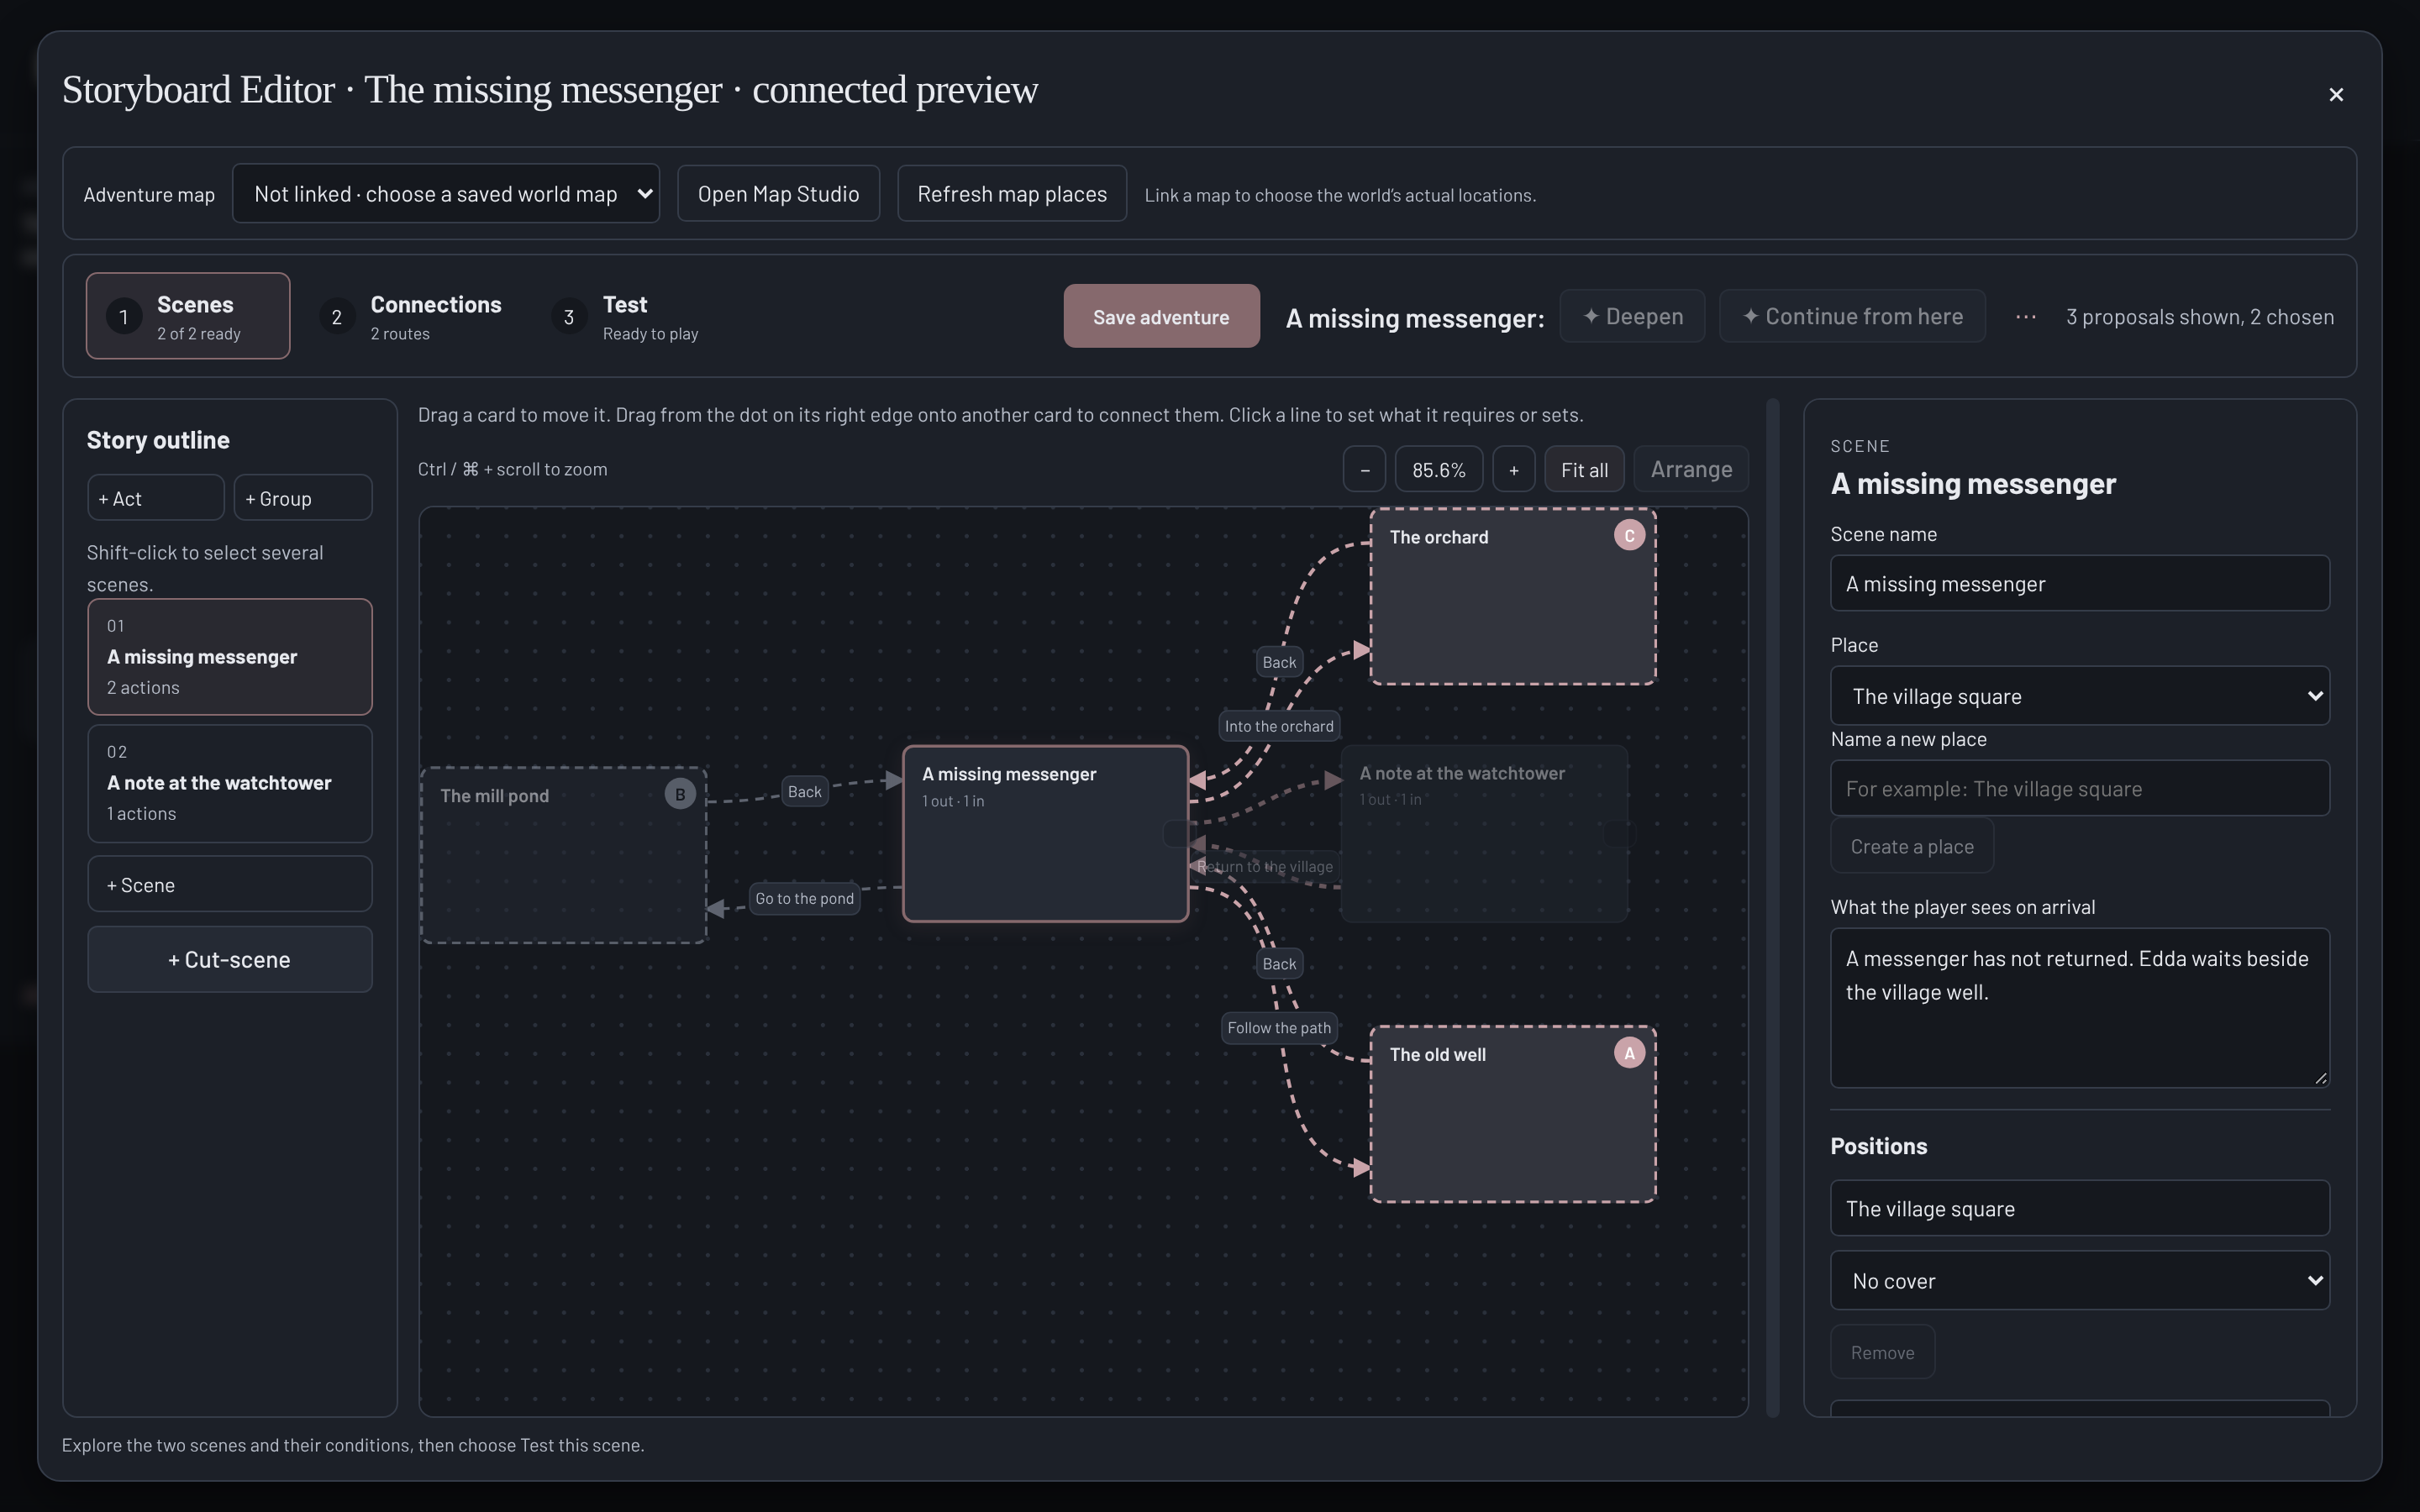 Storyboard Editor · The missing messenger · connected preview
×
Adventure map
Not linked · choose a saved world map
Open Map Studio
Refresh map places
Link a map to choose the world's actual locations.
1
Scenes
2 of 2 ready
2
Connections
2 routes
3
Test
Ready to play
Save adventure
A missing messenger:
✦ Deepen
✦ Continue from here
···
3 proposals shown, 2 chosen
Story outline
+ Act
+ Group
Shift-click to select several
scenes.
01
A missing messenger
2 actions
02
A note at the watchtower
1 actions
+ Scene
+ Cut-scene
Drag a card to move it. Drag from the dot on its right edge onto another card to connect them. Click a line to set what it requires or sets.
Ctrl / ⌘ + scroll to zoom
−
85.6%
+
Fit all
Arrange
The orchard
C
Back
Into the orchard
The mill pond
B
Back
Go to the pond
A missing messenger
1 out · 1 in
A note at the watchtower
1 out · 1 in
Return to the village
Back
Follow the path
The old well
A
SCENE
A missing messenger
Scene name
A missing messenger
Place
The village square
Name a new place
For example: The village square
Create a place
What the player sees on arrival
A messenger has not returned. Edda waits beside
the village well.
Positions
The village square
No cover
Remove
Explore the two scenes and their conditions, then choose Test this scene.